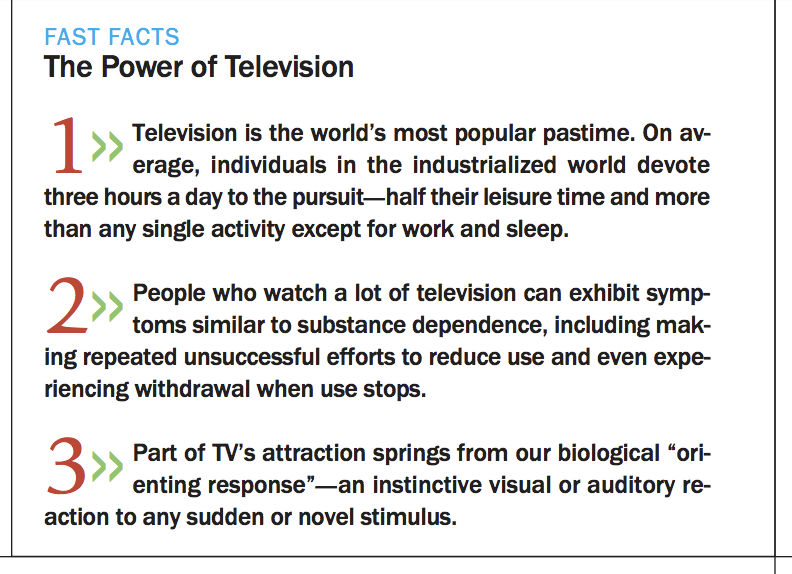 FAST FACTS
The Power of Television
1>> Television is the world’s most popular pastime. On av-
erage, individuals in the industrialized world devote
three hours a day to the pursuit—half their leisure time and more
than any single activity except for work and sleep.
2>> People who watch a lot of television can exhibit symp-
toms similar to substance dependence, including mak-
ing repeated unsuccessful efforts to reduce use and even expe-
riencing withdrawal when use stops.
3>> Part of TV’s attraction springs from our biological “ori-
enting response”—an instinctive visual or auditory re-
action to any sudden or novel stimulus.